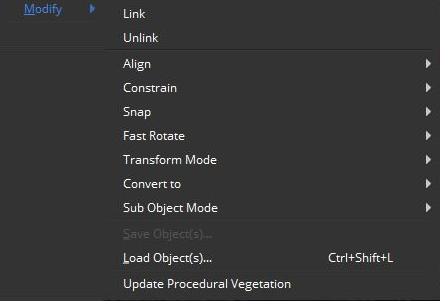 Modify
Link
Unlink
Align
Constrain
Snap
Fast Rotate
Transform Mode
Convert to
Sub Object Mode
Save Object(s)...
Load Object(s)... Ctrl+Shift+L
Update Procedural Vegetation